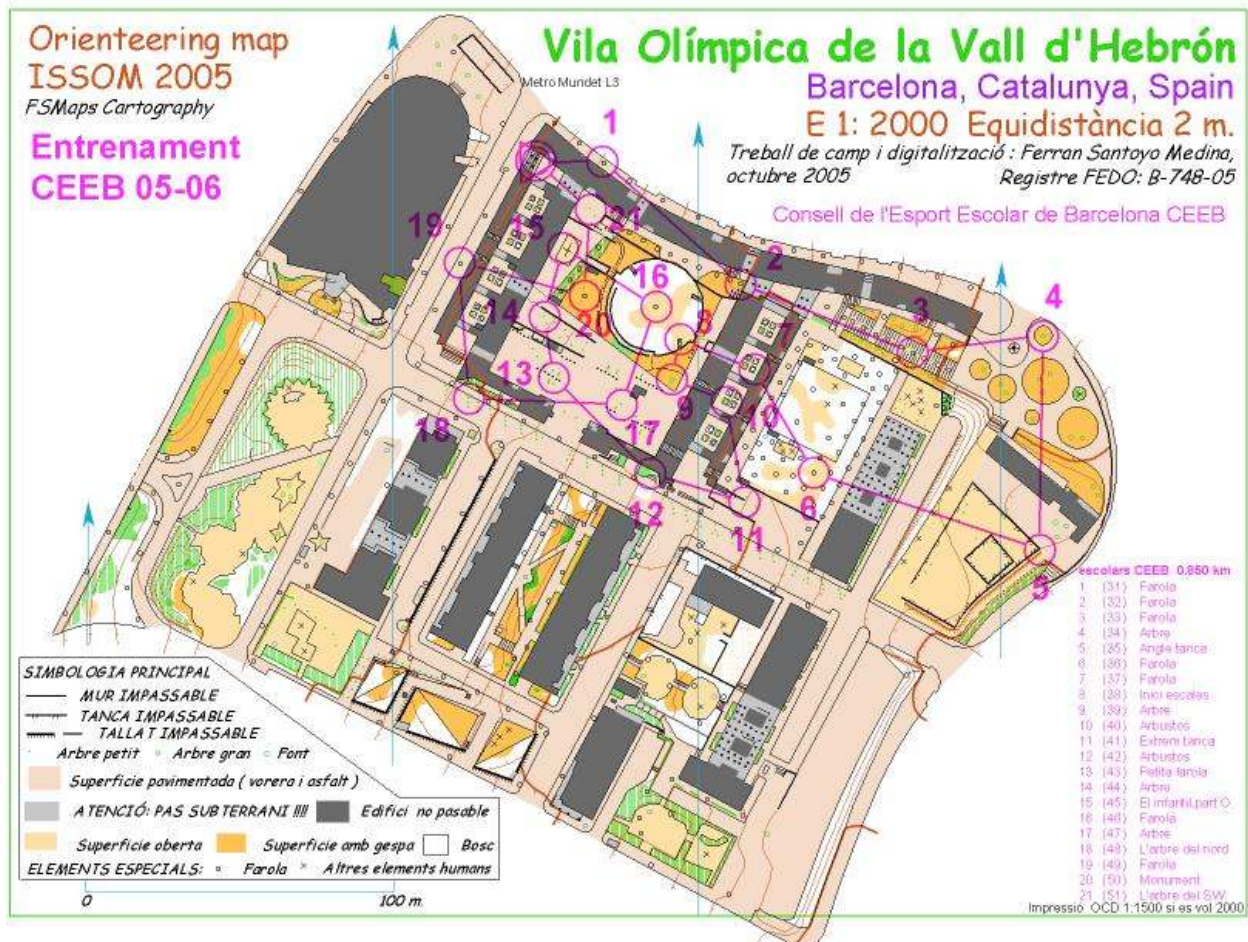 Orienteering map
ISSOM 2005
FSMaps Cartography
Entrenament
CEEB 05-06
Vila Olímpica de la Vall d'Hebrón
Metro Mundet L3
Barcelona, Catalunya, Spain
E 1: 2000 Equidistància 2 m.
Treball de camp i digitalització : Ferran Santoyo Medina,
octubre 2005 Registre FEDO: B-748-05
Consell de l'Esport Escolar de Barcelona CEEB
1
19
15
21
2
16
4
3
14
20
8
7
13
9
10
17
18
12
11
6
5
escolars CEEB 0,850 km
1 (31) Farola
2 (32) Farola
3 (33) Farola
4 (34) Arbre
5 (35) Angle tanca
6 (36) Farola
7 (37) Farola
8 (38) Inici escales
9 (39) Arbre
10 (40) Arbustos
11 (41) Extrem tanca
12 (42) Arbustos
13 (43) Petita farola
14 (44) Arbre
15 (45) El infantil,part O
16 (46) Farola
17 (47) Arbre
18 (48) L'arbre del nord
19 (49) Farola
20 (50) Monument
21 (51) L'arbre del SW
Impressió OCD 1:1500 si es vol 2000
SIMBOLOGIA PRINCIPAL
MUR IMPASSABLE
TANCA IMPASSABLE
TALLAT IMPASSABLE
Arbre petit Arbre gran Font
Superficie pavimentada ( vorera i asfalt )
ATENCIÓ: PAS SUBTERRANI !!!! Edifici no pasable
Superficie oberta Superficie amb gespa Bosc
ELEMENTS ESPECIALS: Farola Altres elements humans
0 100 m.